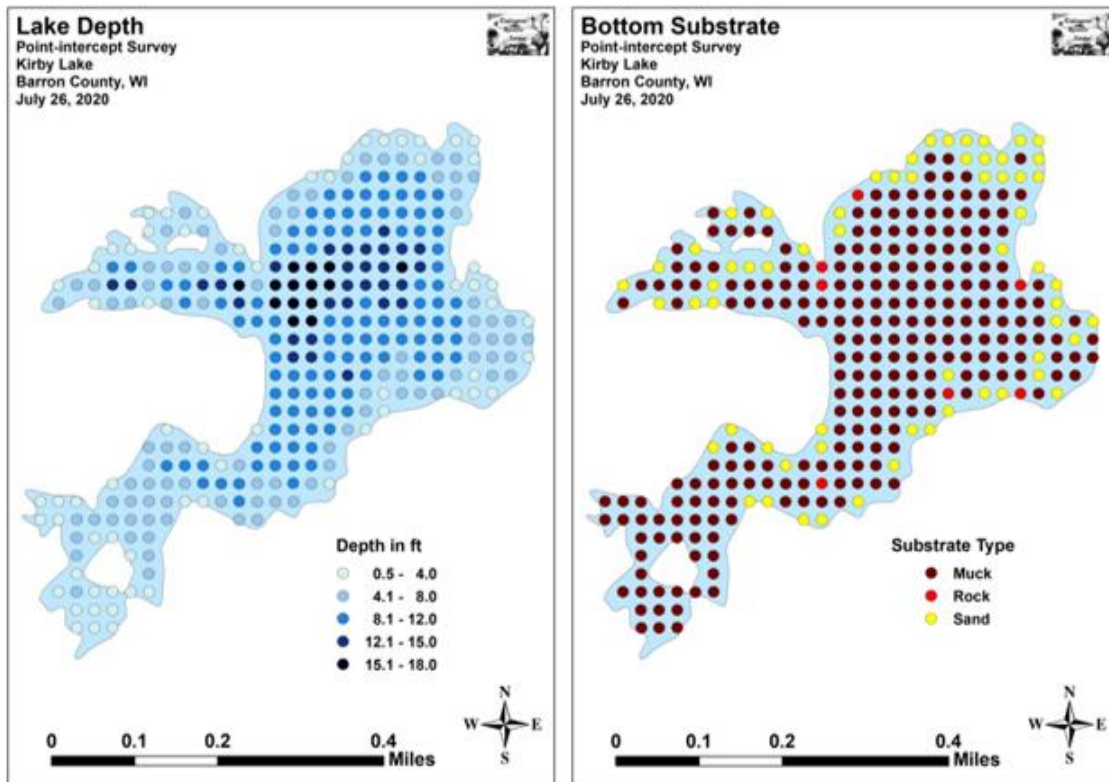 Lake Depth
Point-intercept Survey
Kirby Lake
Barron County, WI
July 26, 2020
Depth in ft
0.5 - 4.0
4.1 - 8.0
8.1 - 12.0
12.1 - 15.0
15.1 - 18.0
N
W E
S
0 0.1 0.2 0.4
Miles
Bottom Substrate
Point-intercept Survey
Kirby Lake
Barron County, WI
July 26, 2020
Substrate Type
Muck
Rock
Sand
N
W E
S
0 0.1 0.2 0.4
Miles